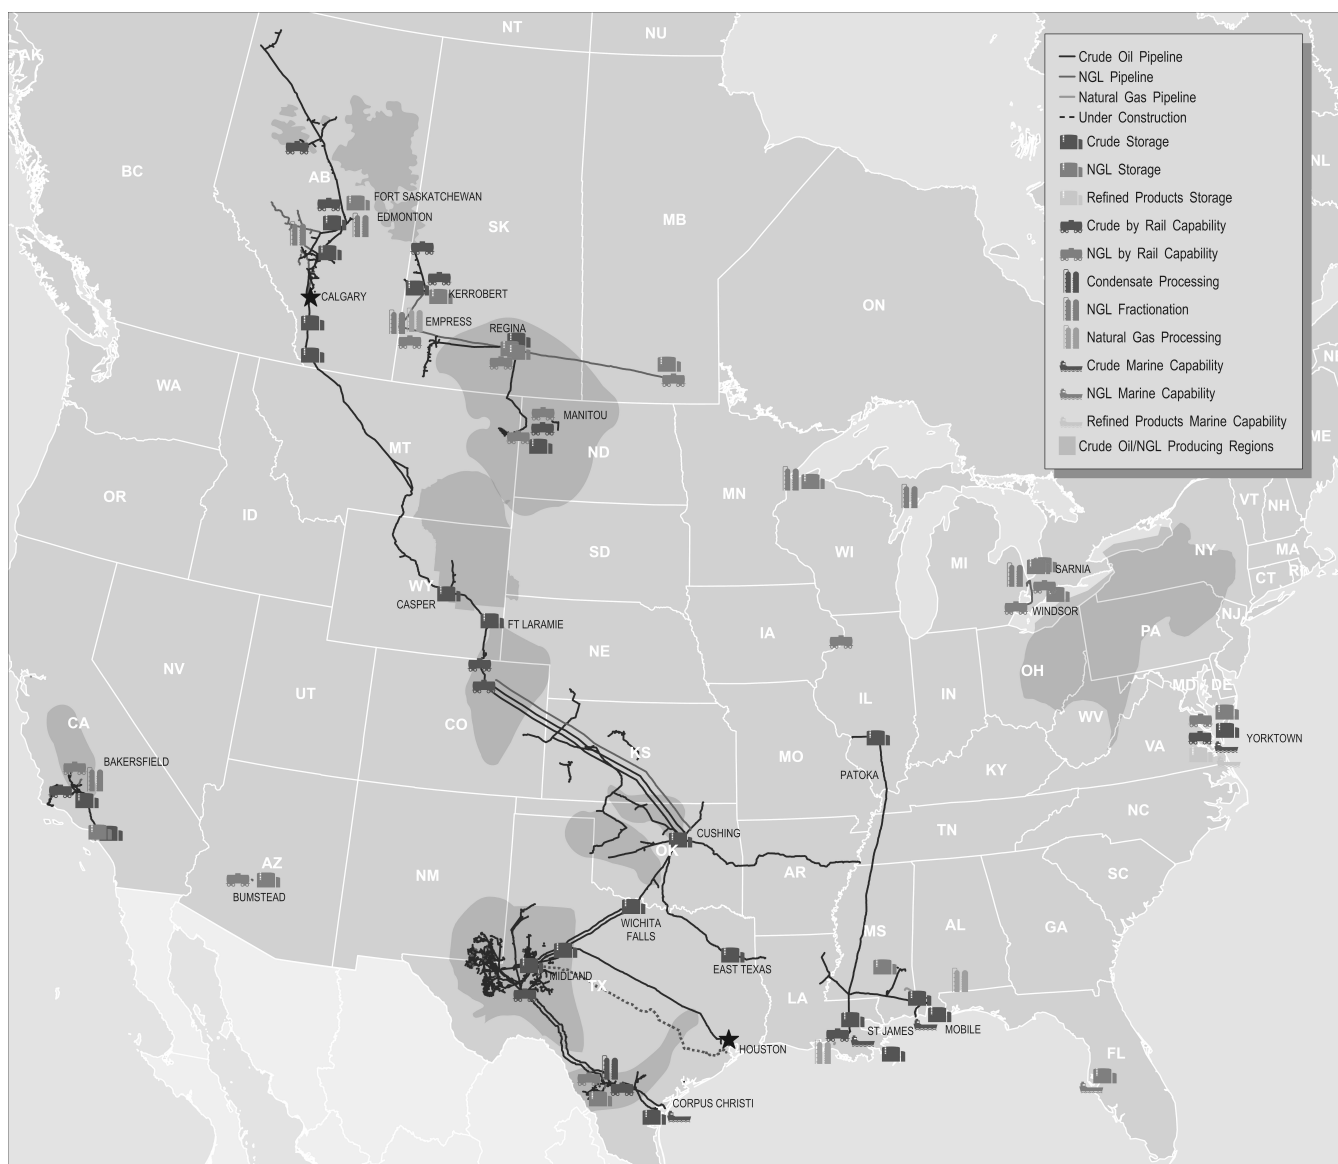 NT
NU
AK
Crude Oil Pipeline
NGL Pipeline
Natural Gas Pipeline
Under Construction
Crude Storage
NGL Storage
Refined Products Storage
Crude by Rail Capability
NGL by Rail Capability
Condensate Processing
NGL Fractionation
Natural Gas Processing
Crude Marine Capability
NGL Marine Capability
Refined Products Marine Capability
Crude Oil/NGL Producing Regions
NL
BC
AB
FORT SASKATCHEWAN
EDMONTON
SK
MB
CALGARY
KERROBERT
ON
EMPRESS
REGINA
WA
MANITOU
MT
ND
ME
OR
ID
MN
VT
NH
SD
WI
MI
NY
MA
SARNIA
CT
RI
WY
CASPER
WINDSOR
FT LARAMIE
NJ
IA
PA
NE
NV
UT
OH
IN
IL
MD
DE
CA
CO
WV
KS
MO
VA
YORKTOWN
BAKERSFIELD
PATOKA
KY
NC
CUSHING
TN
OK
AZ
NM
AR
SC
BUMSTEAD
WICHITA
FALLS
MS
AL
GA
EAST TEXAS
MIDLAND
TX
LA
ST JAMES
MOBILE
HOUSTON
FL
CORPUS CHRISTI